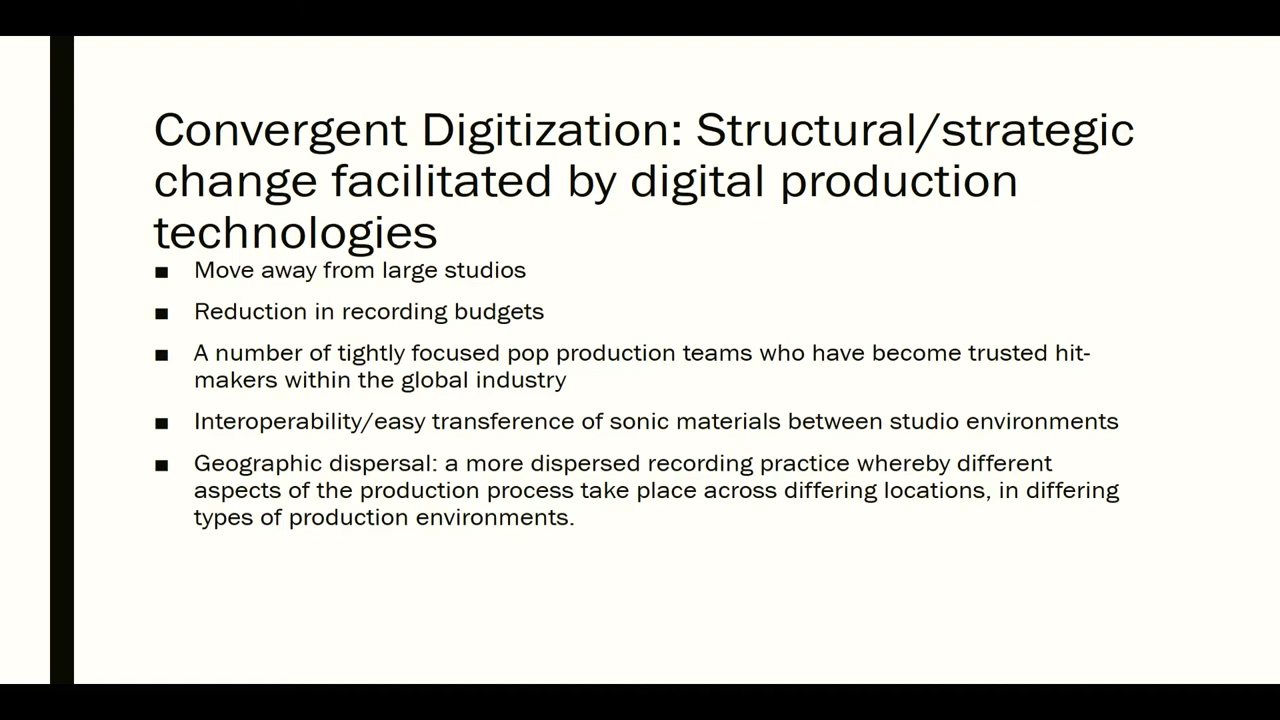 Convergent Digitization: Structural/strategic
change facilitated by digital production
technologies
■ Move away from large studios
■ Reduction in recording budgets
■ A number of tightly focused pop production teams who have become trusted hit-
makers within the global industry
■ Interoperability/easy transference of sonic materials between studio environments
■ Geographic dispersal: a more dispersed recording practice whereby different
aspects of the production process take place across differing locations, in differing
types of production environments.